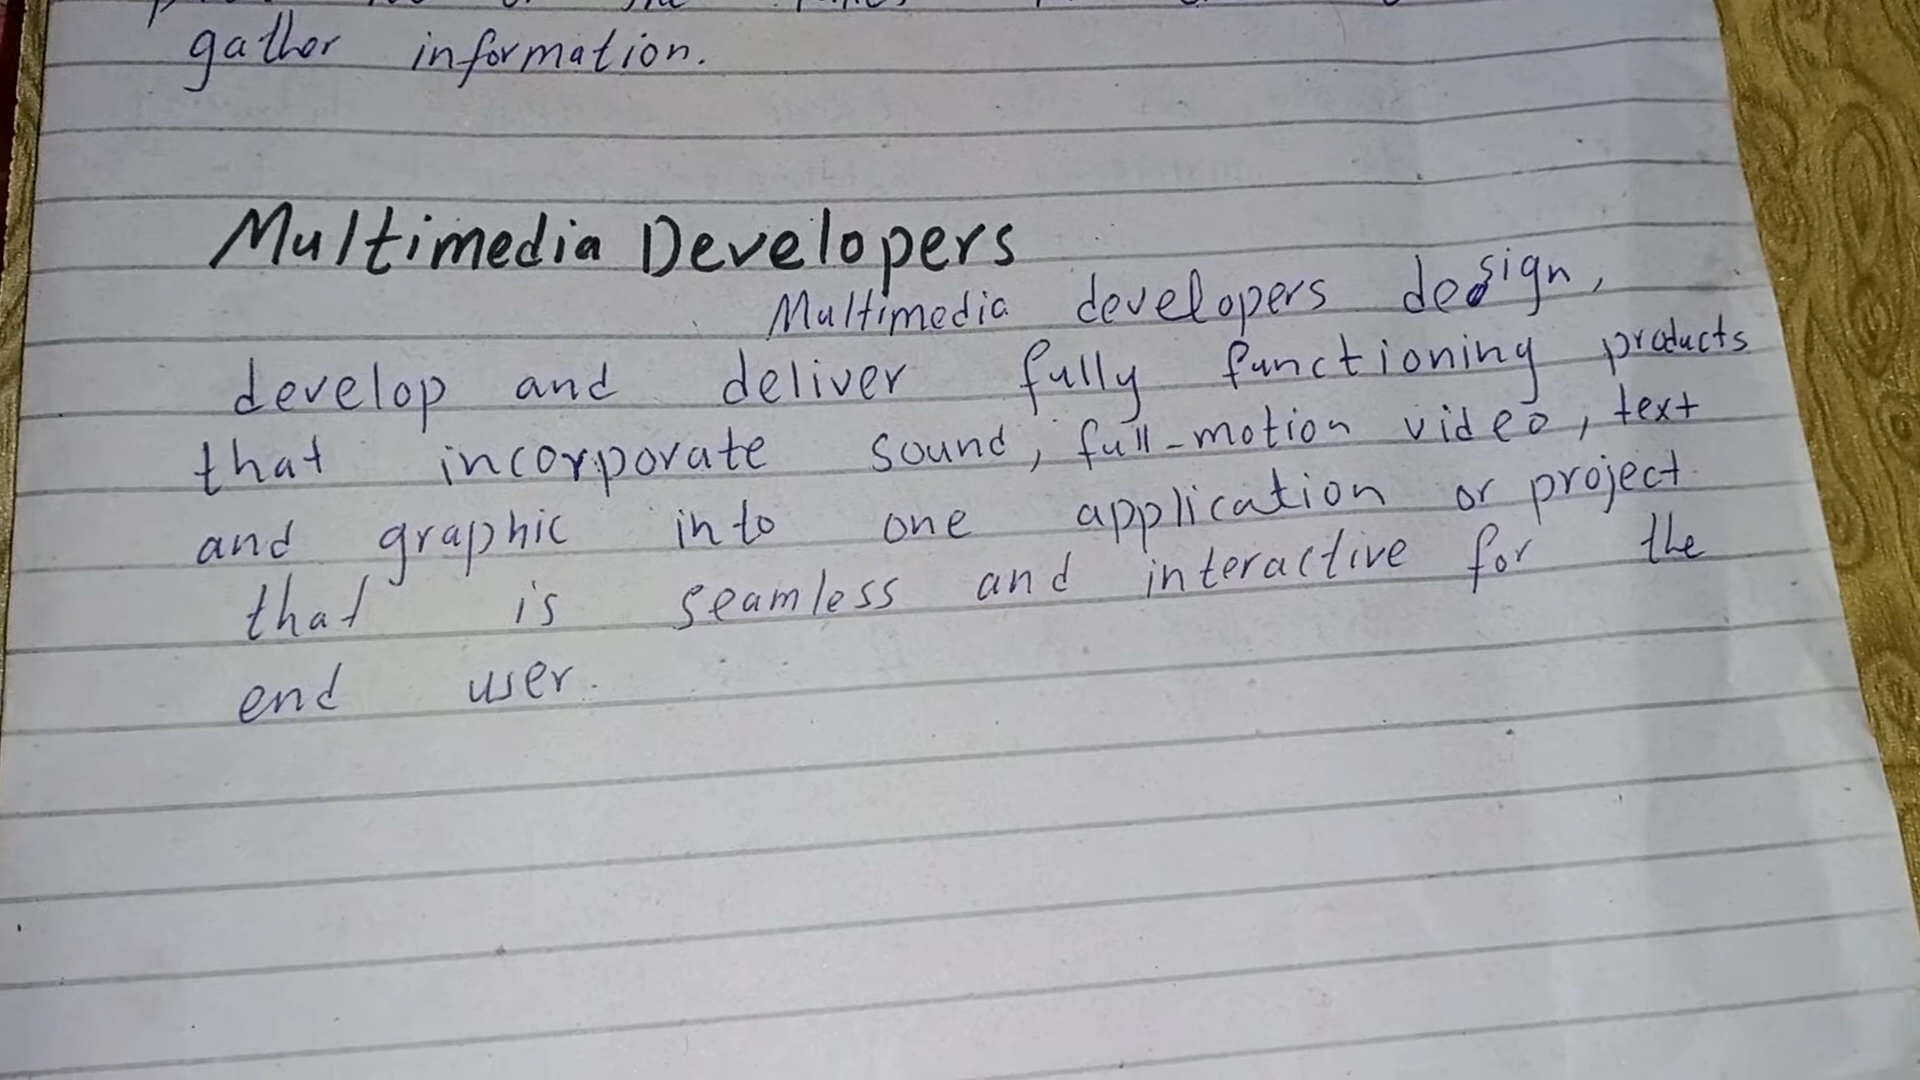 gather information.
Multimedia Developers
Multimedia developers design,
develop and deliver fully functioning products
that incorporate sound, full-motion video, text
and graphic into one application or project
that is seamless and interactive for the
end user.